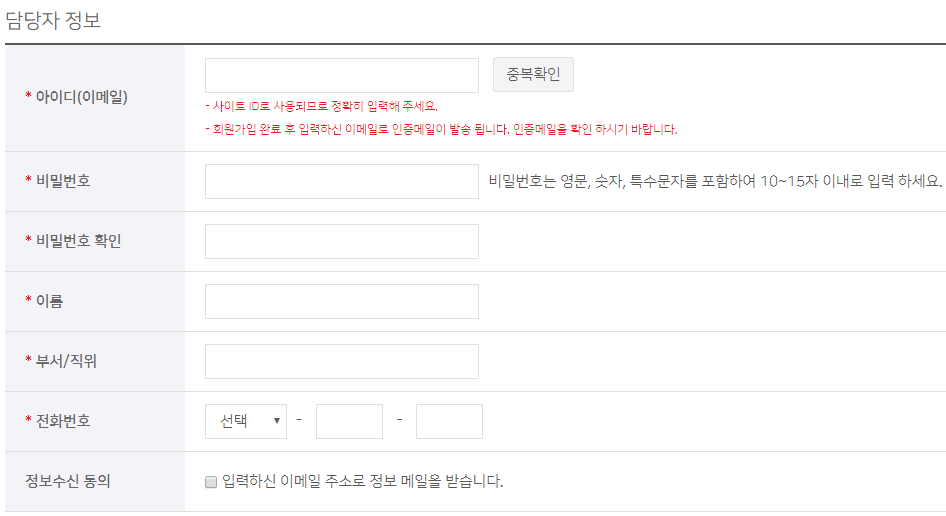 담당자 정보
* 아이디(이메일)
중복확인
- 사이트 ID로 사용되므로 정확히 입력해 주세요.
- 회원가입 완료 후 입력하신 이메일로 인증메일이 발송 됩니다. 인증메일을 확인 하시기 바랍니다.
* 비밀번호
비밀번호는 영문, 숫자, 특수문자를 포함하여 10~15자 이내로 입력 하세요.
* 비밀번호 확인
* 이름
* 부서/직위
* 전화번호
선택 ▼ - -
정보수신 동의
입력하신 이메일 주소로 정보 메일을 받습니다.